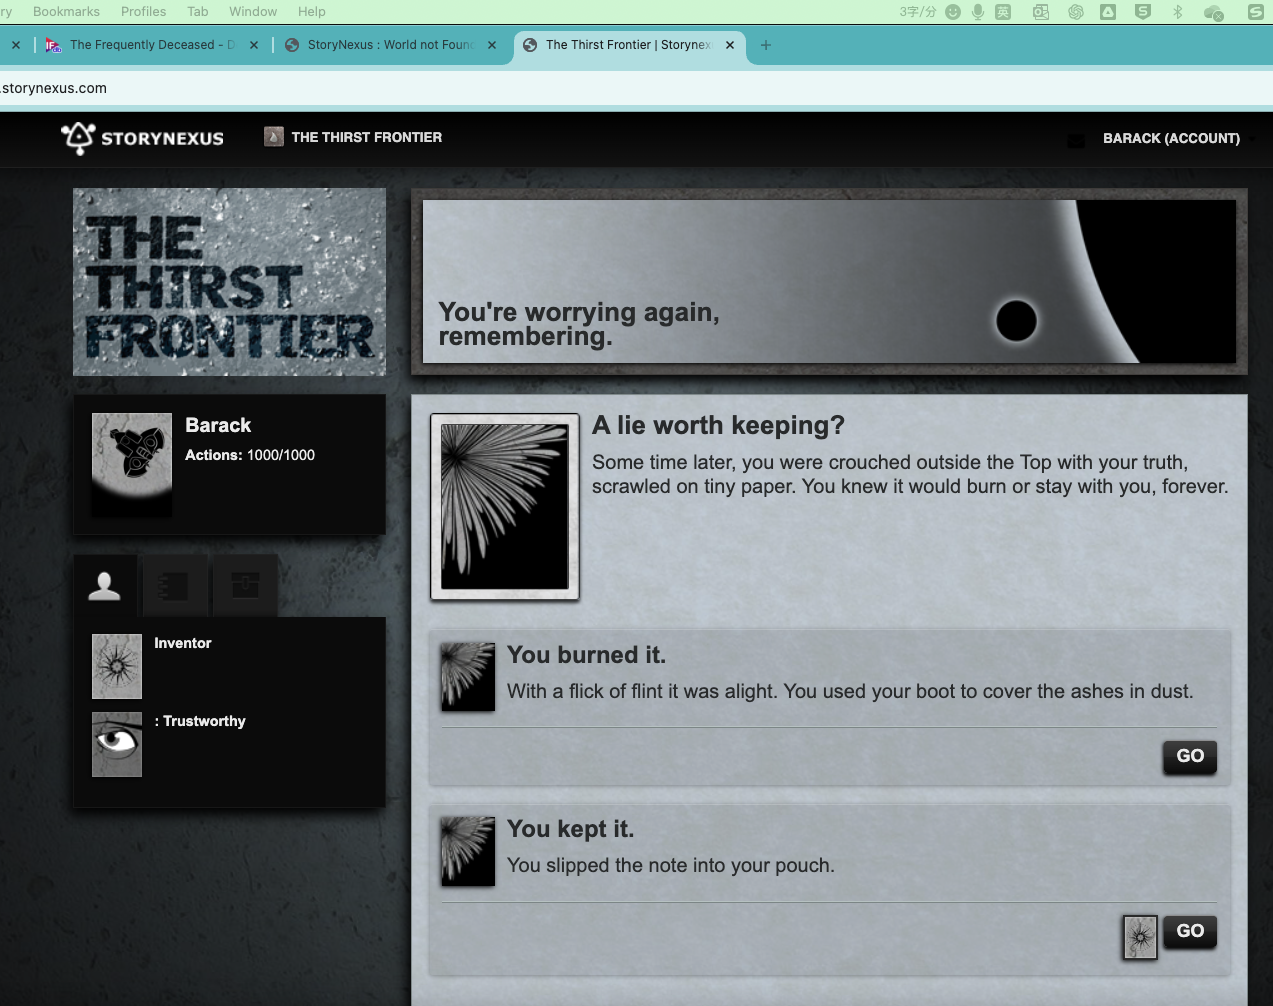 ry Bookmarks Profiles Tab Window Help 3字/分 英
The Frequently Deceased - D StoryNexus : World not Found The Thirst Frontier | Storynex
.storynexus.com
STORYNEXUS THE THIRST FRONTIER BARACK (ACCOUNT)
THE
THIRST
FRONTIER
You're worrying again,
remembering.
Barack
Actions: 1000/1000
A lie worth keeping?
Some time later, you were crouched outside the Top with your truth,
scrawled on tiny paper. You knew it would burn or stay with you, forever.
Inventor
: Trustworthy
You burned it.
With a flick of flint it was alight. You used your boot to cover the ashes in dust.
GO
You kept it.
You slipped the note into your pouch.
GO